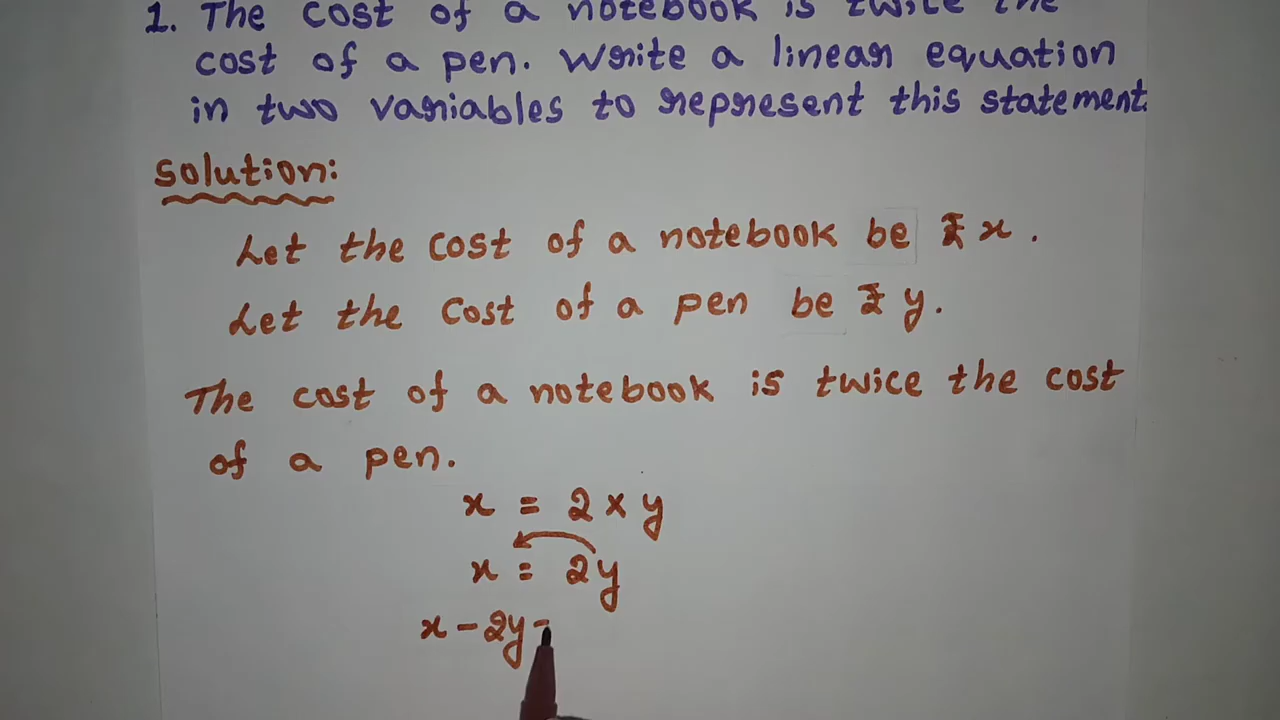 1. The cost of a notebook is twice the
cost of a pen. Write a linear equation
in two variables to represent this statement.
Solution:
Let the cost of a notebook be ₹ x.
Let the cost of a pen be ₹ y.
The cost of a notebook is twice the cost
of a pen.
x = 2 × y
x = 2y
x - 2y -